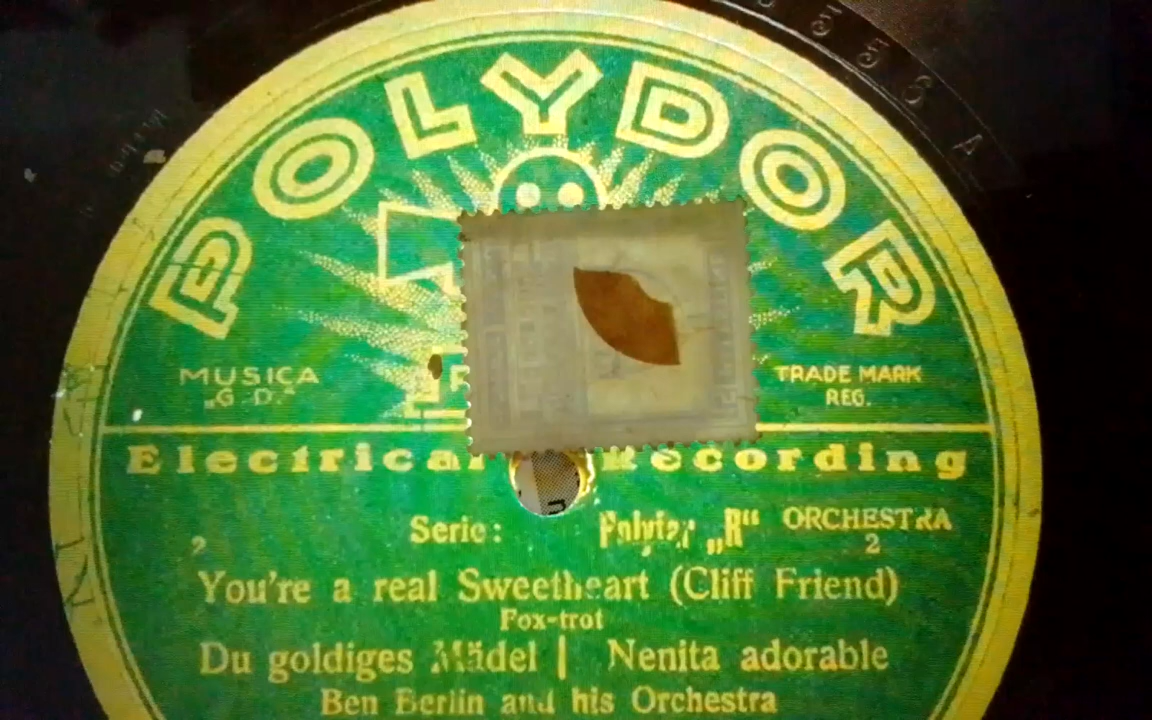 POLYDOR
MUSICA
„G. D.“
TRADE MARK
REG.
Electrical Recording
Serie: Polyfar „R“ ORCHESTRA
2 2
You're a real Sweetheart (Cliff Friend)
Fox-trot
Du goldiges Mädel | Nenita adorable
Ben Berlin and his Orchestra